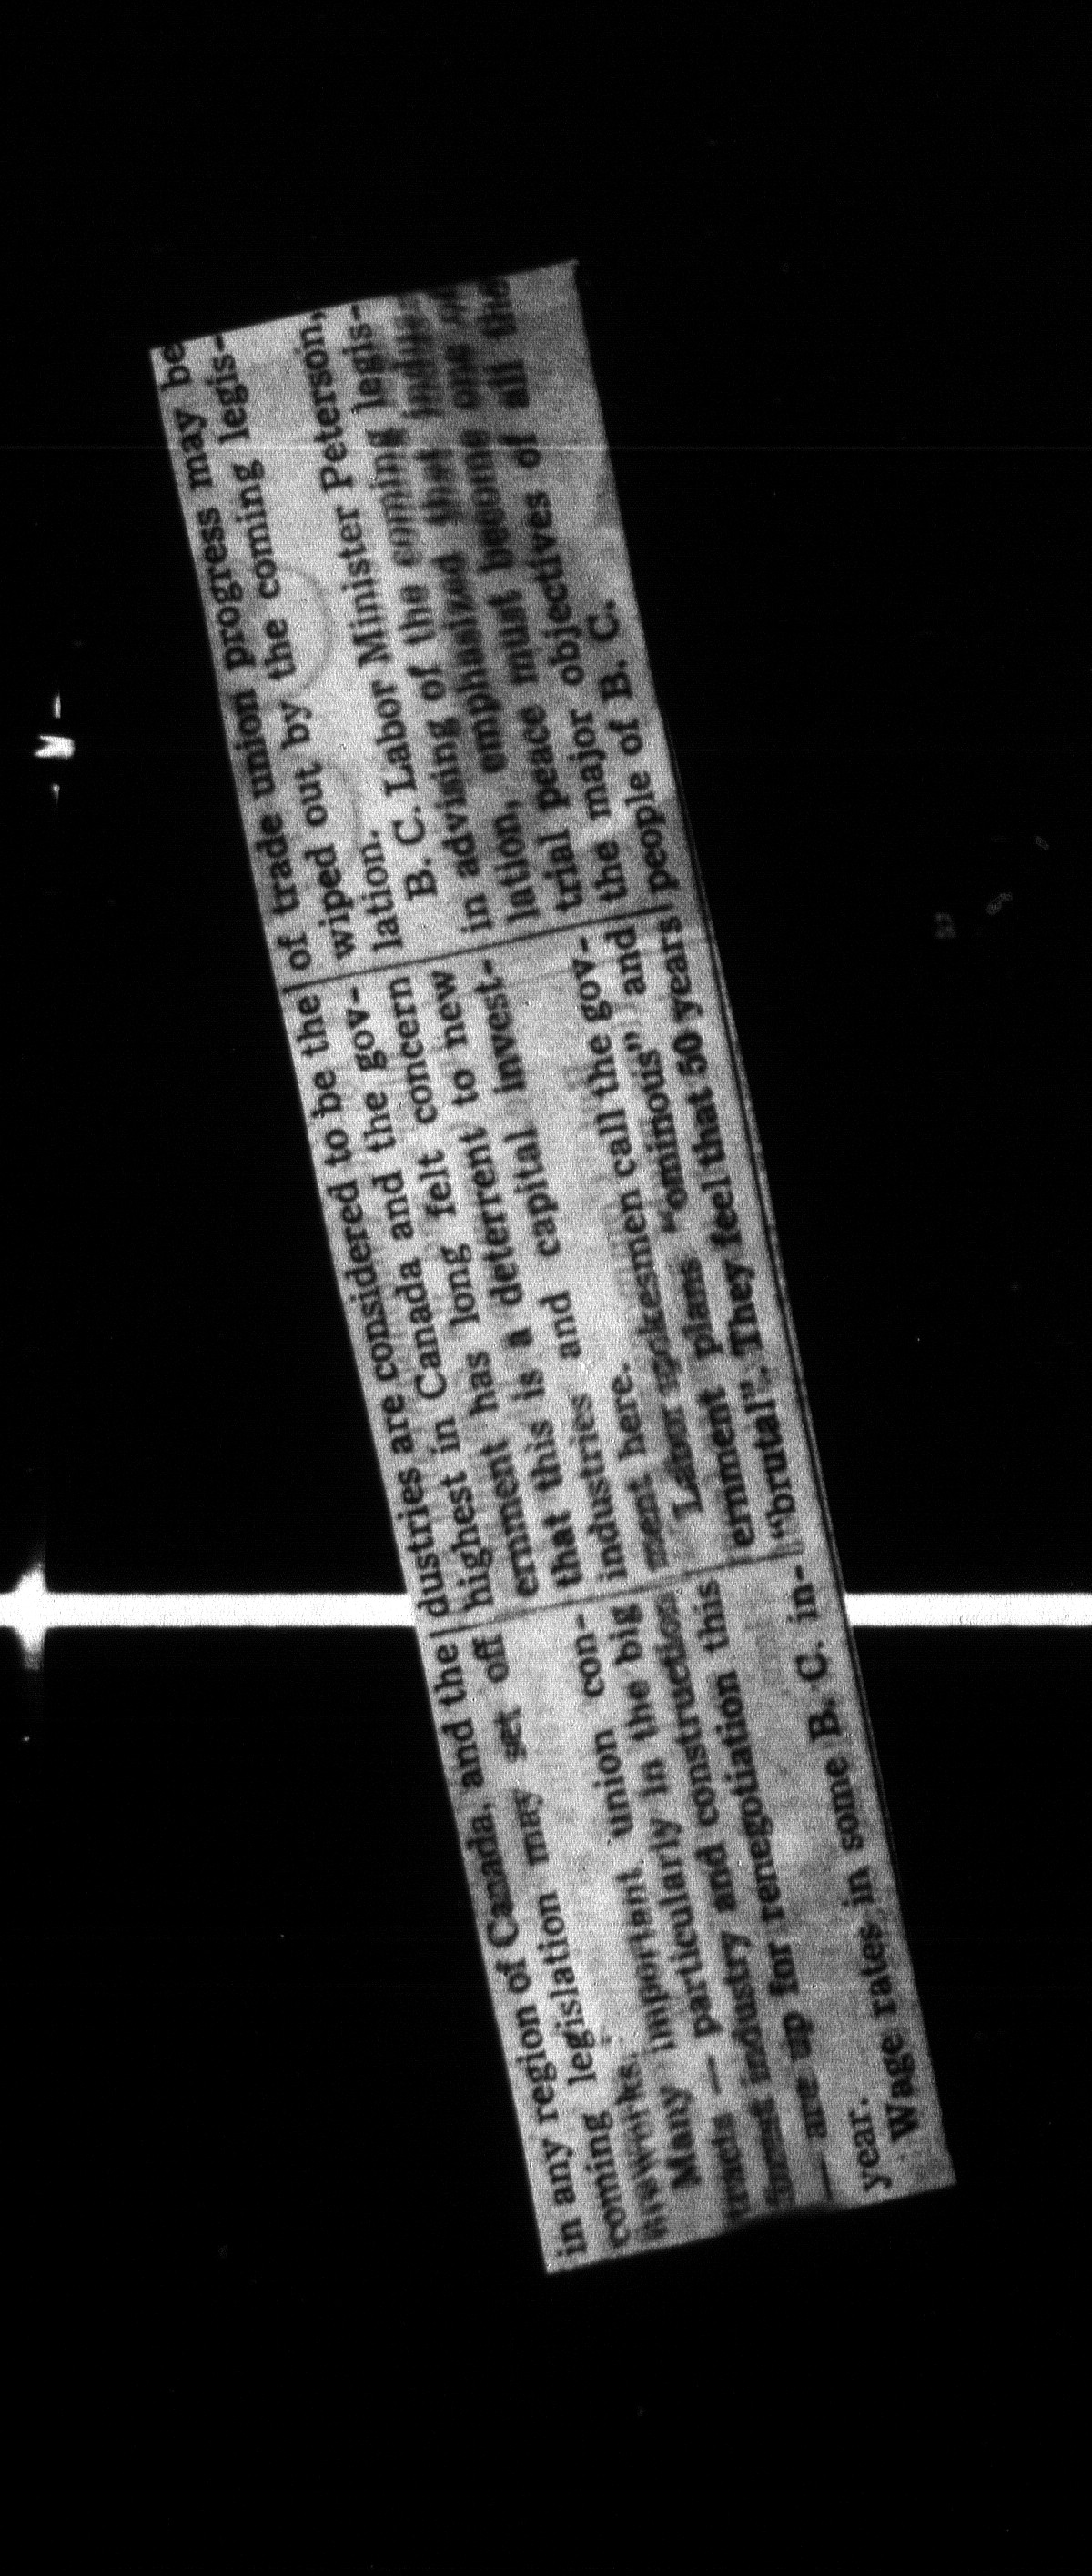 in any region of Canada, and the
coming legislation may set off
fireworks.
Many important union con-
tracts — particularly in the big
forest industry and construction
— are up for renegotiation this
year.
Wage rates in some B. C. in-
dustries are considered to be the
highest in Canada and the gov-
ernment has long felt concern
that this is a deterrent to new
industries and capital invest-
ment here.
Labor spokesmen call the gov-
ernment plans "ominous" and
"brutal". They feel that 50 years
of trade union progress may be
wiped out by the coming legis-
lation.
B. C. Labor Minister Peterson,
in advising of the coming legis-
lation, emphasized that indus-
trial peace must become one of
the major objectives of all the
people of B. C.